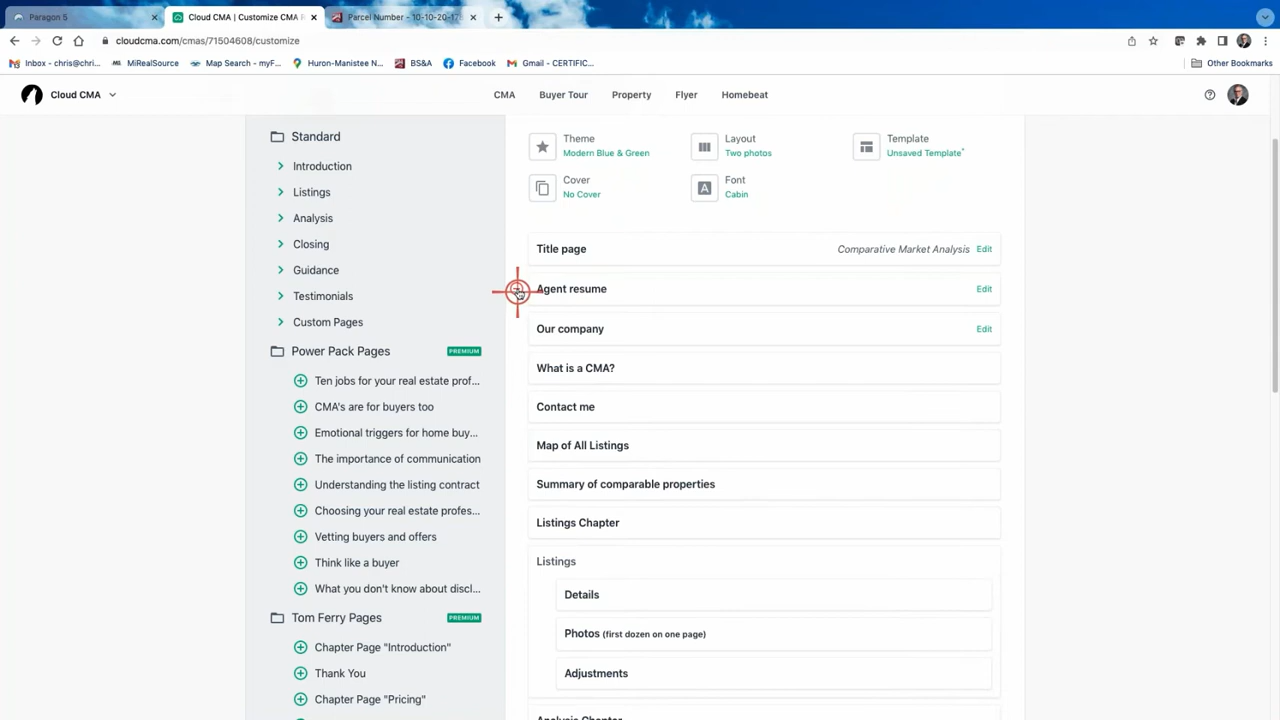 Paragon 5
Cloud CMA | Customize CMA R
Parcel Number - 10-10-20-17
cloudcma.com/cmas/71504608/customize
Inbox - chris@chri...
MiRealSource
Map Search - myF...
Huron-Manistee N...
BS&A
Facebook
Gmail - CERTIFIC...
Other Bookmarks
Cloud CMA
CMA
Buyer Tour
Property
Flyer
Homebeat
Standard
Introduction
Listings
Analysis
Closing
Guidance
Testimonials
Custom Pages
Power Pack Pages
PREMIUM
Ten jobs for your real estate prof...
CMA's are for buyers too
Emotional triggers for home buy...
The importance of communication
Understanding the listing contract
Choosing your real estate profes...
Vetting buyers and offers
Think like a buyer
What you don't know about discl...
Tom Ferry Pages
PREMIUM
Chapter Page "Introduction"
Thank You
Chapter Page "Pricing"
Theme
Modern Blue & Green
Layout
Two photos
Template
Unsaved Template*
Cover
No Cover
Font
Cabin
Title page
Comparative Market Analysis
Edit
Agent resume
Edit
Our company
Edit
What is a CMA?
Contact me
Map of All Listings
Summary of comparable properties
Listings Chapter
Listings
Details
Photos (first dozen on one page)
Adjustments
Analysis Chapter